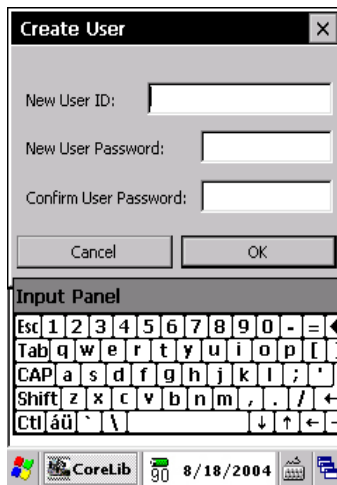 Create User
New User ID:
New User Password:
Confirm User Password:
Cancel OK
Input Panel
Esc 1 2 3 4 5 6 7 8 9 0 - =
Tab q w e r t y u i o p [ ]
CAP a s d f g h j k l ; '
Shift z x c v b n m , . / ←
Ctl áü ` \ ↓ ↑ ← →
CoreLib 90 8/18/2004